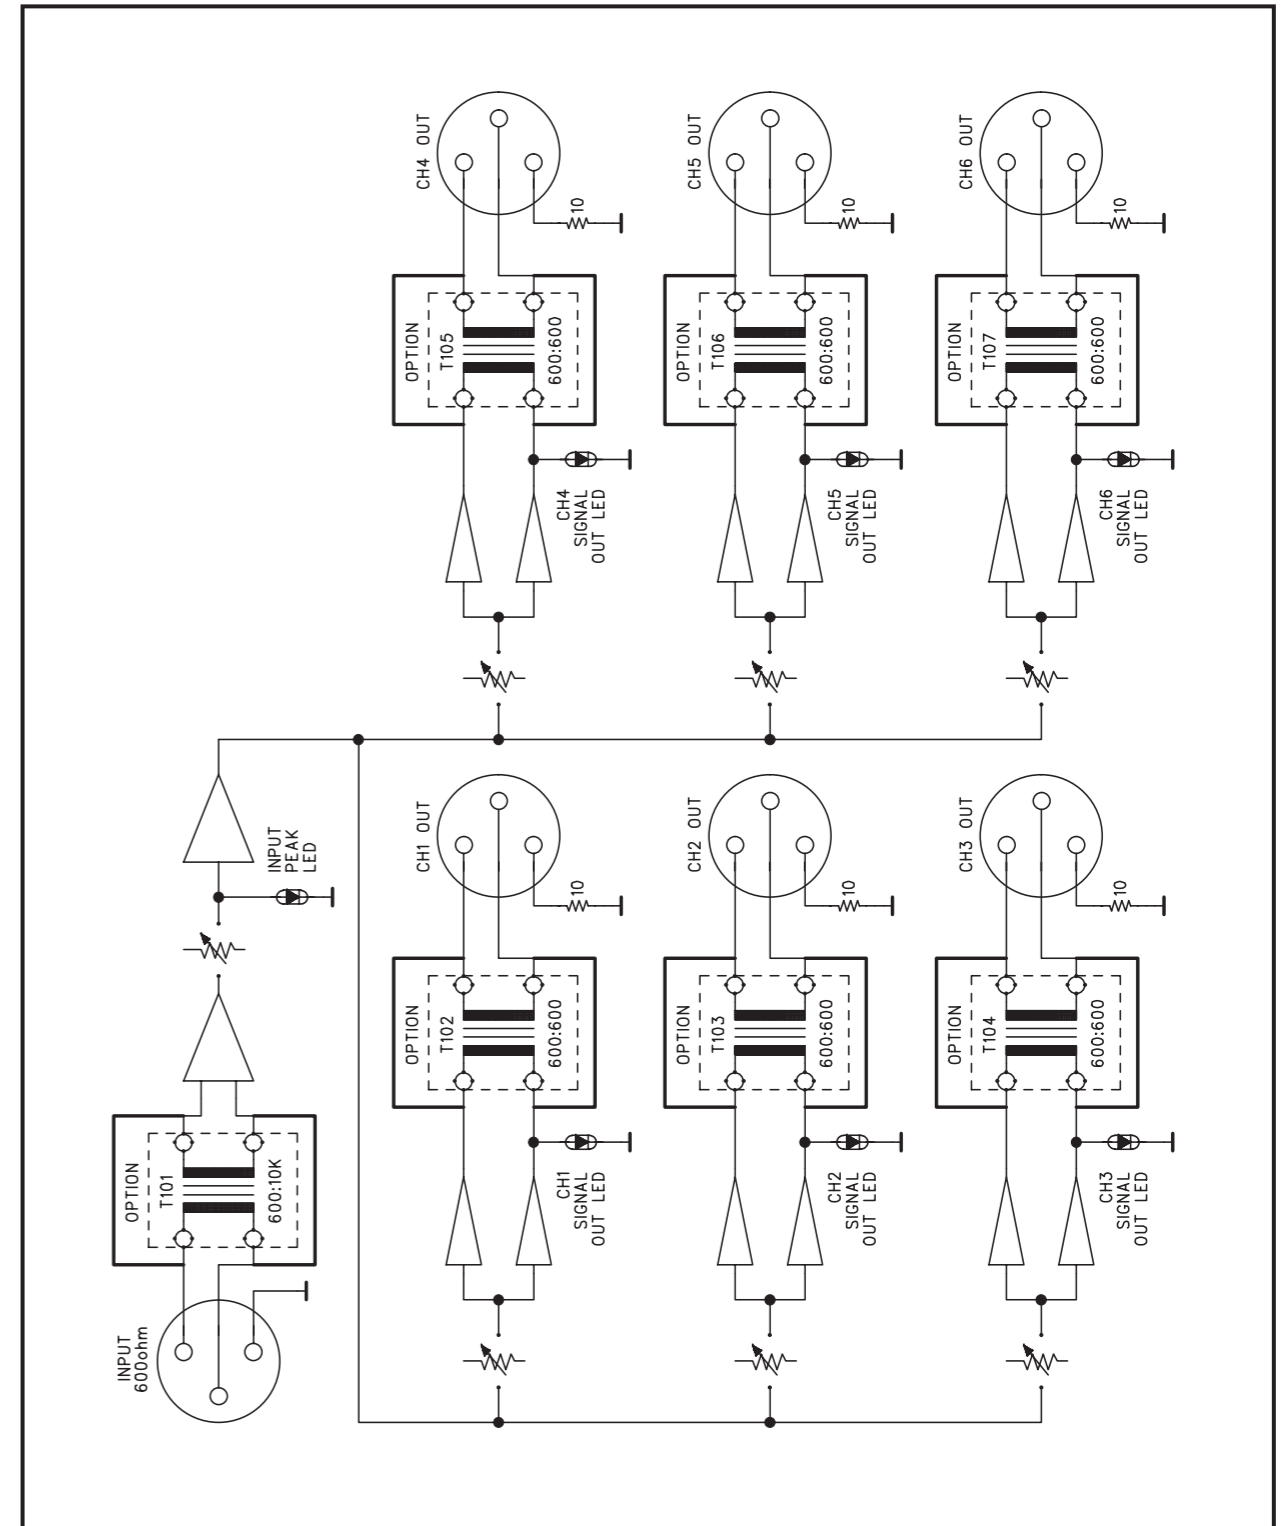 INPUT
600ohm
OPTION
T101
600:10K
INPUT
PEAK
LED
CH1
SIGNAL
OUT LED
OPTION
T102
600:600
10
CH1 OUT
CH2
SIGNAL
OUT LED
OPTION
T103
600:600
10
CH2 OUT
CH3
SIGNAL
OUT LED
OPTION
T104
600:600
10
CH3 OUT
CH4
SIGNAL
OUT LED
OPTION
T105
600:600
10
CH4 OUT
CH5
SIGNAL
OUT LED
OPTION
T106
600:600
10
CH5 OUT
CH6
SIGNAL
OUT LED
OPTION
T107
600:600
10
CH6 OUT